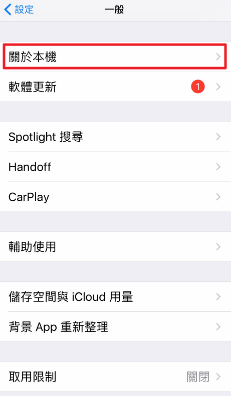 設定
一般
關於本機
軟體更新 1
Spotlight 搜尋
Handoff
CarPlay
輔助使用
儲存空間與 iCloud 用量
背景 App 重新整理
取用限制 關閉